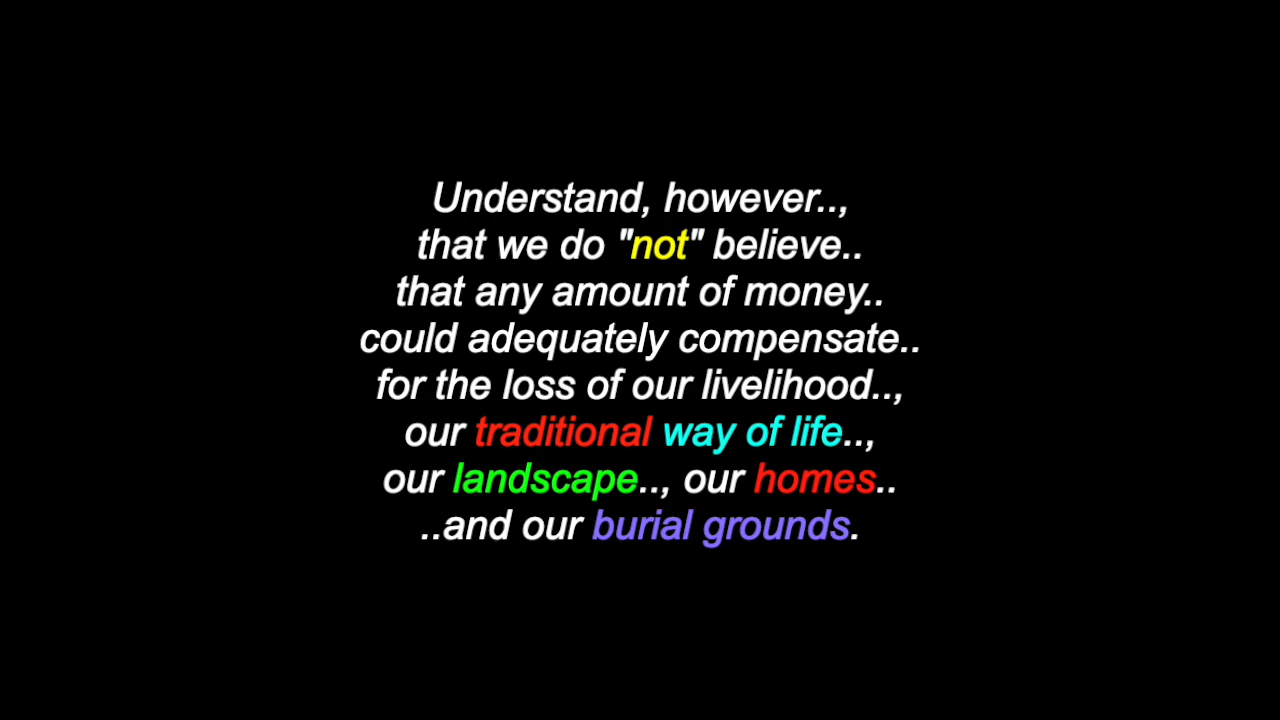 Understand, however..,
that we do "not" believe..
that any amount of money..
could adequately compensate..
for the loss of our livelihood..,
our traditional way of life..,
our landscape.., our homes..
..and our burial grounds.